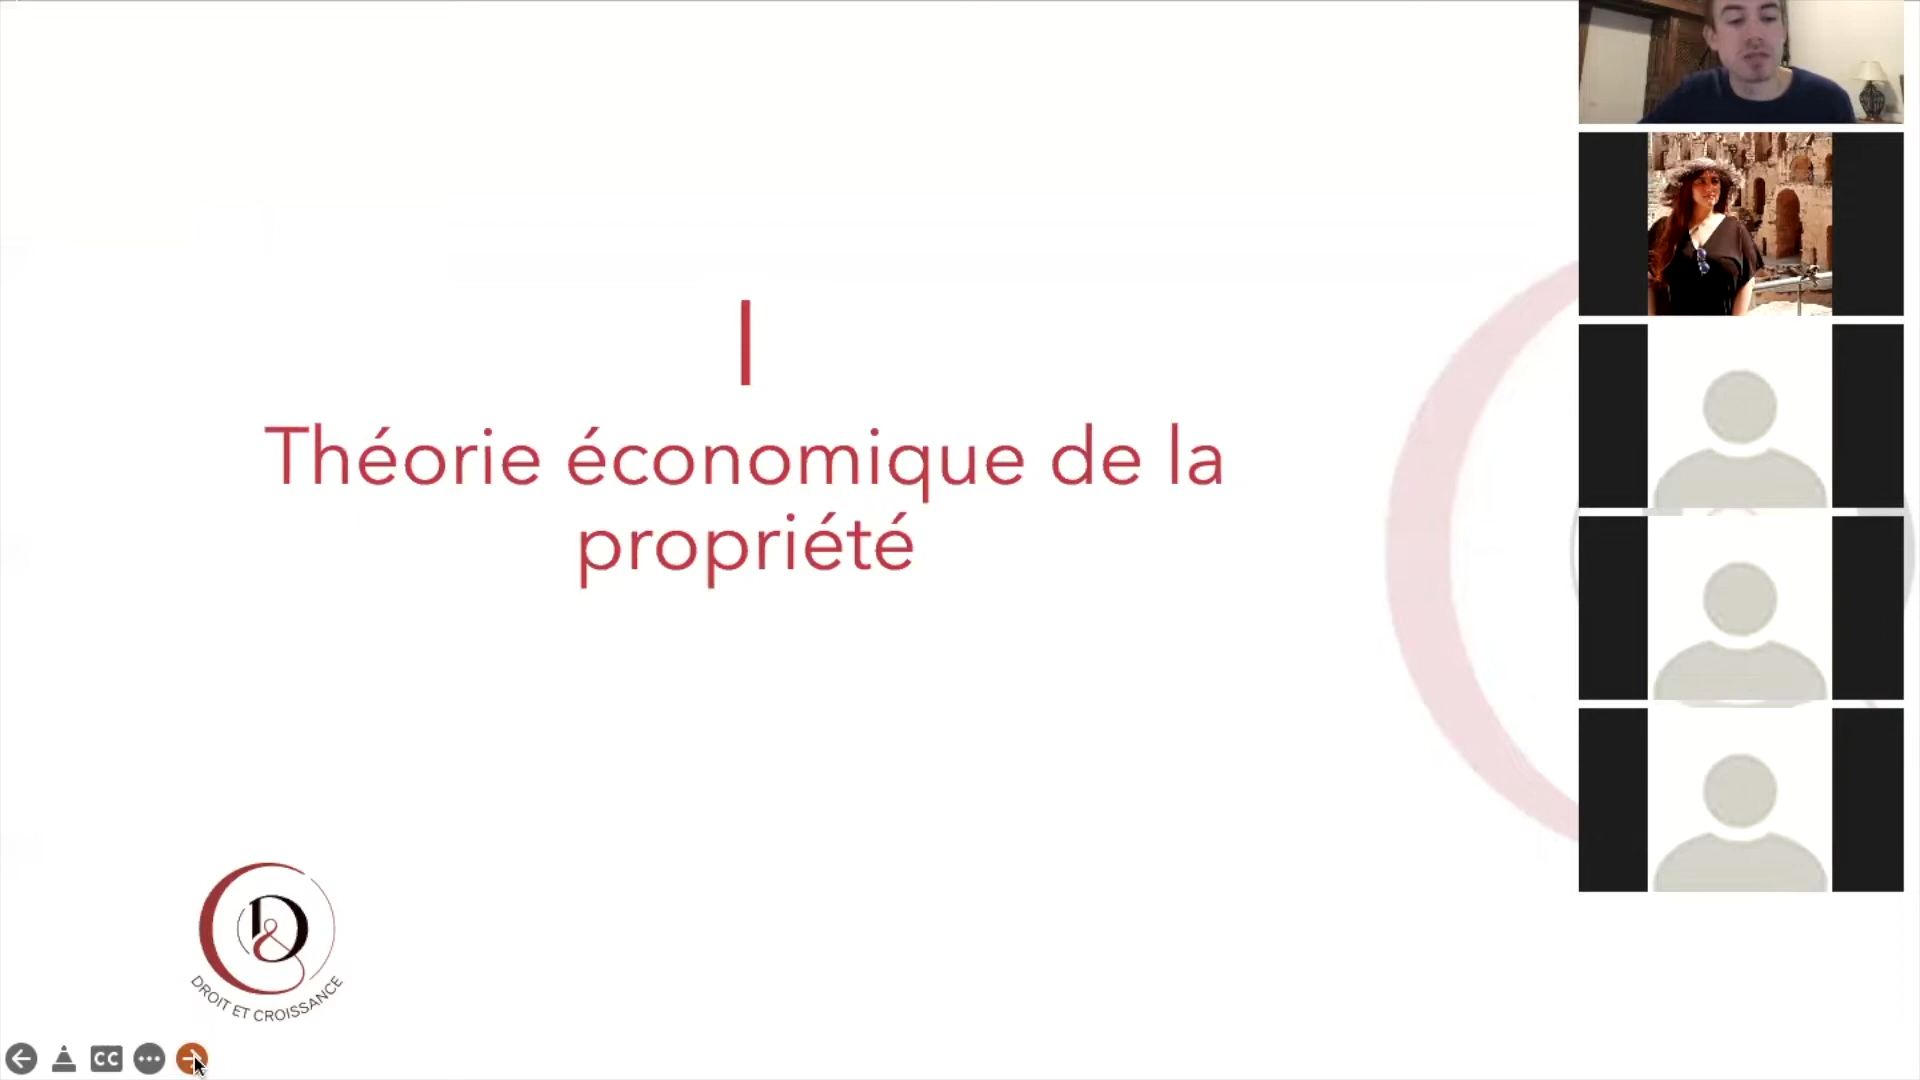 I
Théorie économique de la
propriété
D&
DROIT ET CROISSANCE
CC